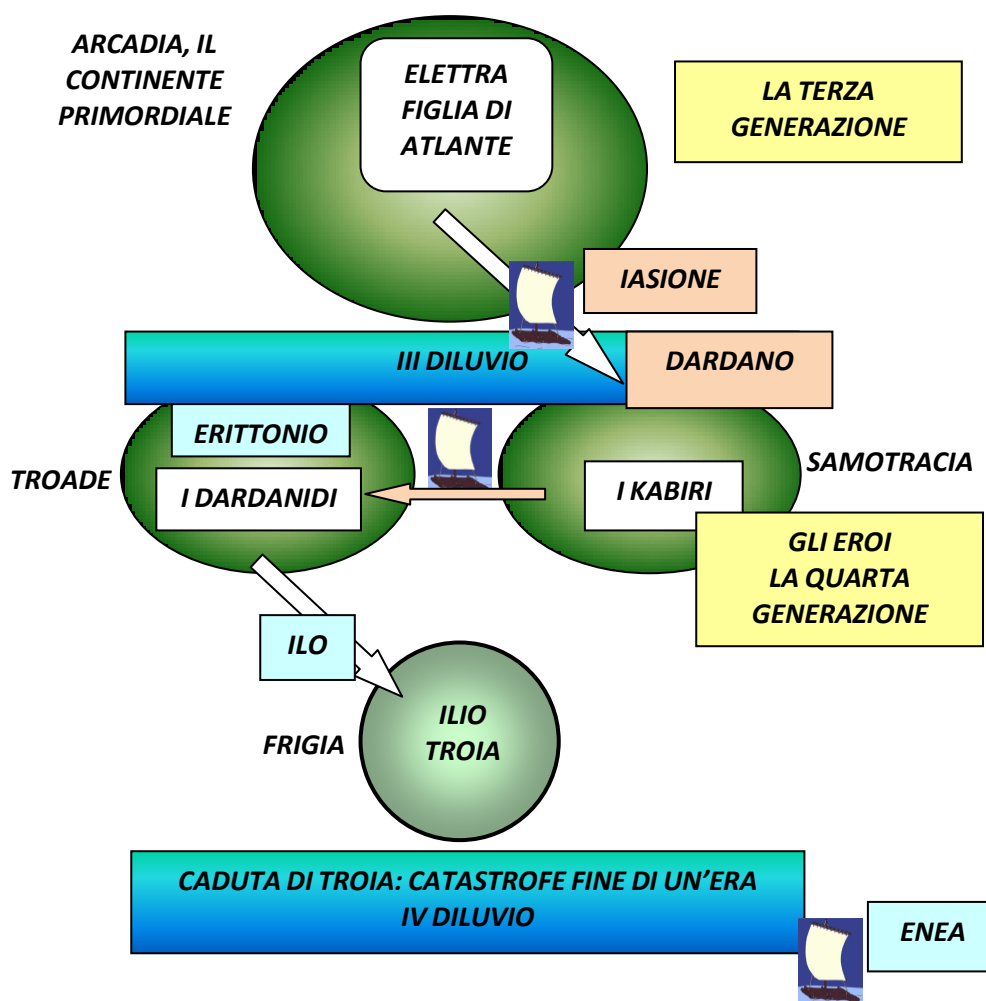 ARCADIA, IL
CONTINENTE
PRIMORDIALE
ELETTRA
FIGLIA DI
ATLANTE
LA TERZA
GENERAZIONE
IASIONE
III DILUVIO
DARDANO
ERITTONIO
TROADE
I DARDANIDI
I KABIRI
SAMOTRACIA
GLI EROI
LA QUARTA
GENERAZIONE
ILO
FRIGIA
ILIO
TROIA
CADUTA DI TROIA: CATASTROFE FINE DI UN’ERA
IV DILUVIO
ENEA